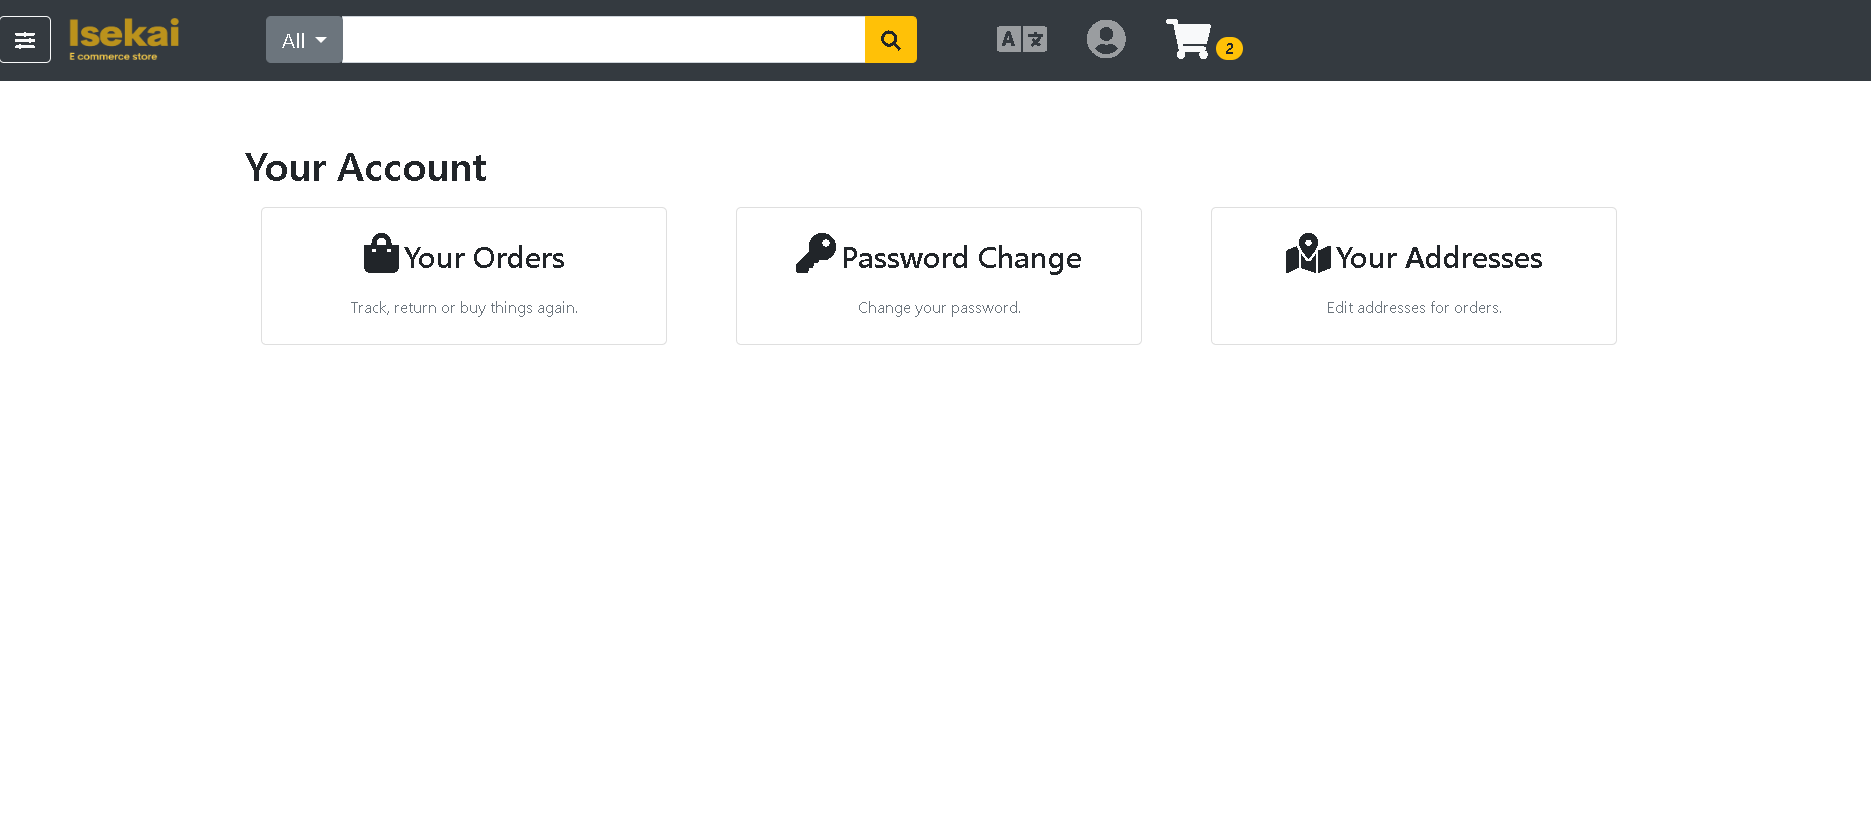 Isekai
E commerce store
All
A 文
2
Your Account
Your Orders
Track, return or buy things again.
Password Change
Change your password.
Your Addresses
Edit addresses for orders.